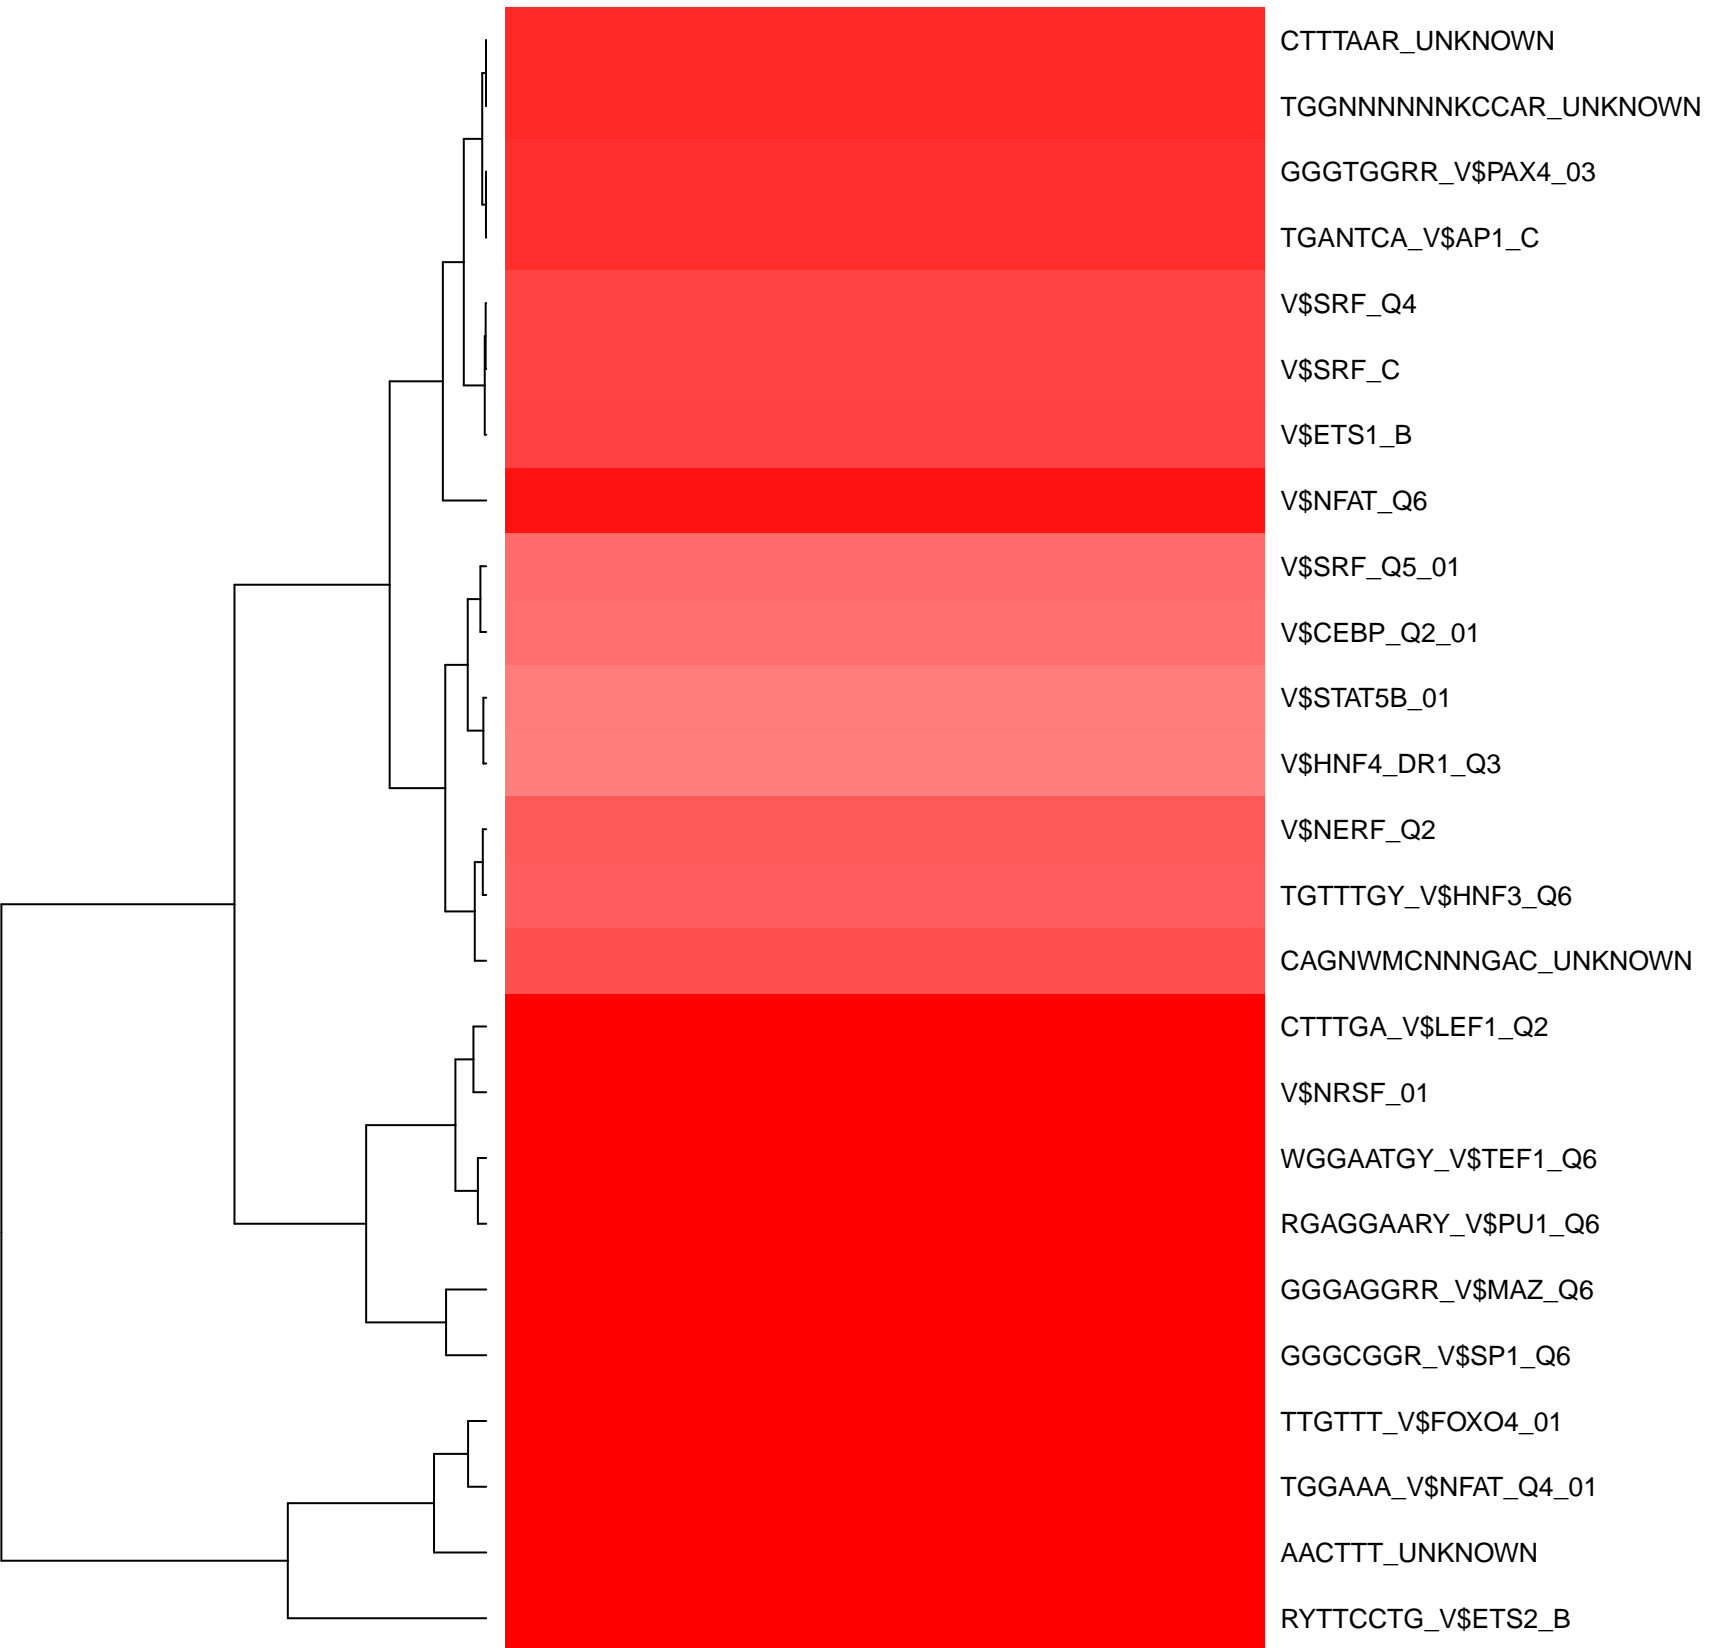 CTTTAAR_UNKNOWN
TGGNNNNNNKCCAR_UNKNOWN
GGGTGGRR_V$PAX4_03
TGANTCA_V$AP1_C
V$SRF_Q4
V$SRF_C
V$ETS1_B
V$NFAT_Q6
V$SRF_Q5_01
V$CEBP_Q2_01
V$STAT5B_01
V$HNF4_DR1_Q3
V$NERF_Q2
TGTTTGY_V$HNF3_Q6
CAGNWMCNNNGAC_UNKNOWN
CTTTGA_V$LEF1_Q2
V$NRSF_01
WGGAATGY_V$TEF1_Q6
RGAGGAARY_V$PU1_Q6
GGGAGGRR_V$MAZ_Q6
GGGCGGR_V$SP1_Q6
TTGTTT_V$FOXO4_01
TGGAAA_V$NFAT_Q4_01
AACTTT_UNKNOWN
RYTTCCTG_V$ETS2_B